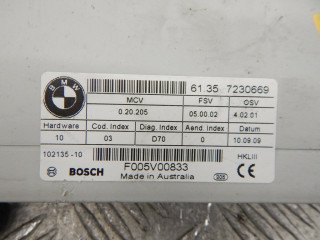 BMW
61.35 7230669
MCV FSV OSV
0.20.205 05.00.02 4.02.01
Hardware Cod. Index Diag. Index Aend. Index Datum
10 03 D70 0 10.09.09
102135-10 HKL III
CE BOSCH F005V00833
Made in Australia